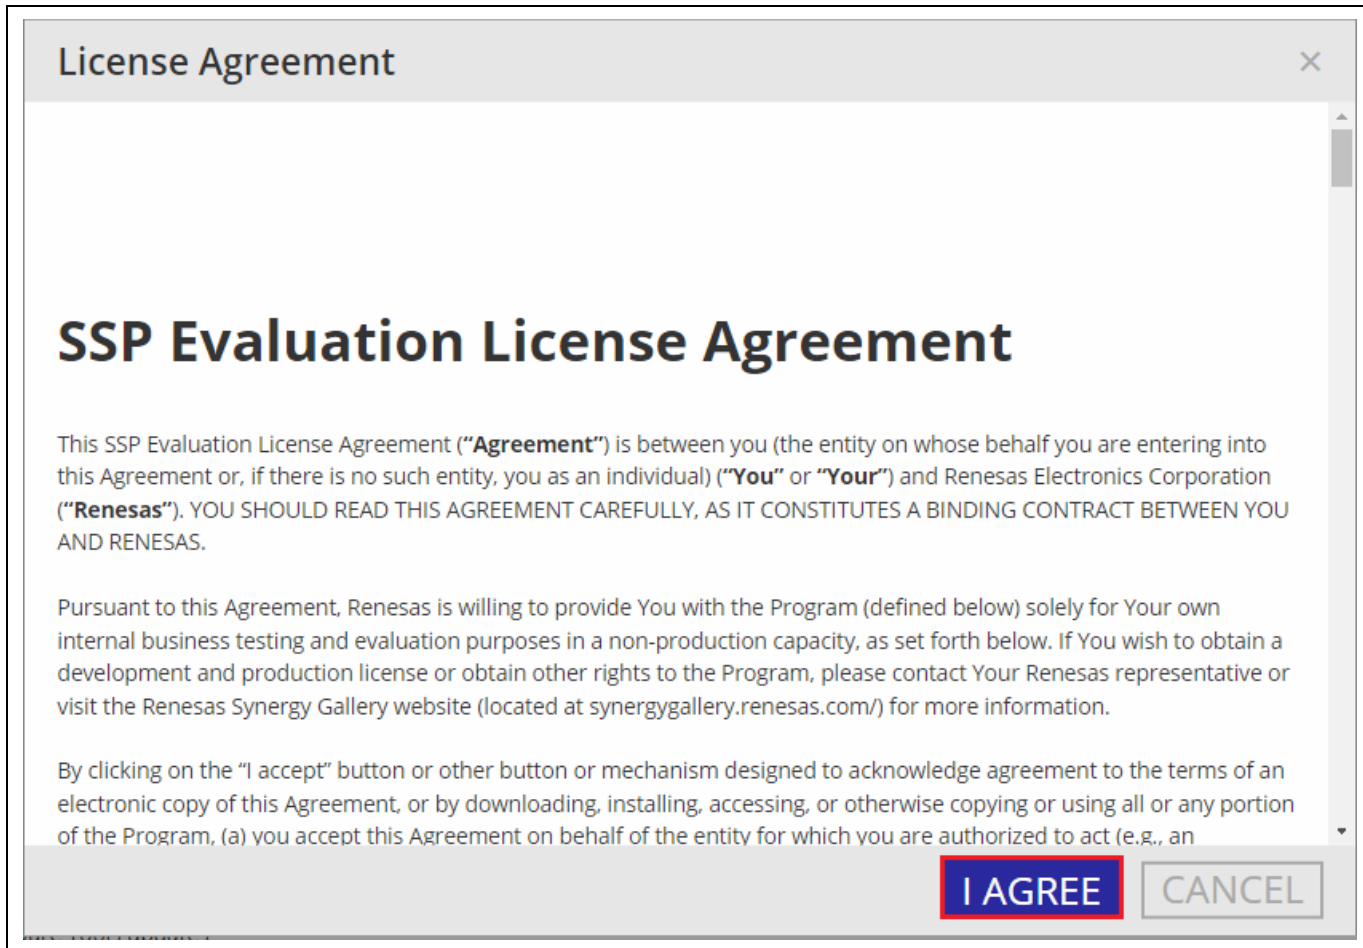 License Agreement
SSP Evaluation License Agreement
This SSP Evaluation License Agreement (“Agreement”) is between you (the entity on whose behalf you are entering into
this Agreement or, if there is no such entity, you as an individual) (“You” or “Your”) and Renesas Electronics Corporation
(“Renesas”). YOU SHOULD READ THIS AGREEMENT CAREFULLY, AS IT CONSTITUTES A BINDING CONTRACT BETWEEN YOU
AND RENESAS.
Pursuant to this Agreement, Renesas is willing to provide You with the Program (defined below) solely for Your own
internal business testing and evaluation purposes in a non-production capacity, as set forth below. If You wish to obtain a
development and production license or obtain other rights to the Program, please contact Your Renesas representative or
visit the Renesas Synergy Gallery website (located at synergygallery.renesas.com/) for more information.
By clicking on the “I accept” button or other button or mechanism designed to acknowledge agreement to the terms of an
electronic copy of this Agreement, or by downloading, installing, accessing, or otherwise copying or using all or any portion
of the Program, (a) you accept this Agreement on behalf of the entity for which you are authorized to act (e.g., an
I AGREE CANCEL